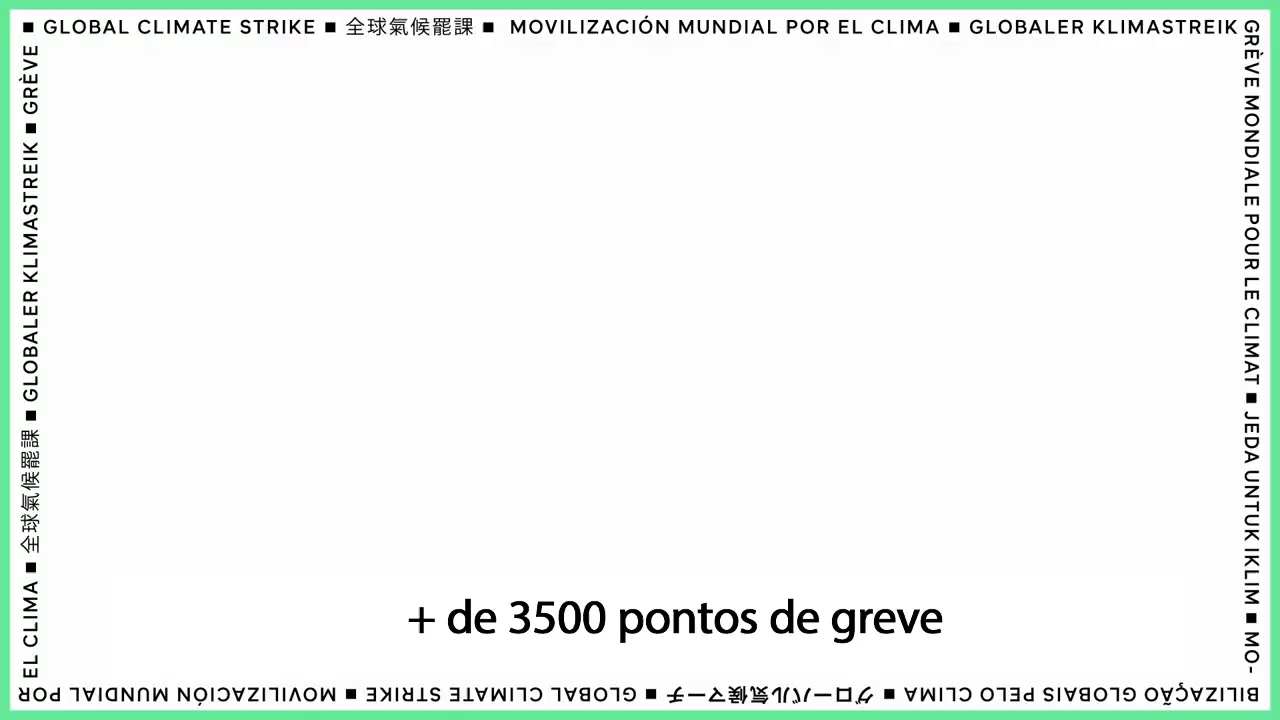 ■ GLOBAL CLIMATE STRIKE ■ 全球氣候罷課 ■ MOVILIZACIÓN MUNDIAL POR EL CLIMA ■ GLOBALER KLIMASTREIK
GRÈVE MONDIALE POUR LE CLIMAT ■ JEDA UNTUK IKLIM ■ MO-
BILIZAÇÃO GLOBAIS PELO CLIMA ■ グローバル気候マーチ ■ GLOBAL CLIMATE STRIKE ■ MOVILIZACIÓN MUNDIAL POR
EL CLIMA ■ 全球氣候罷課 ■ GLOBALER KLIMASTREIK ■ GRÈVE
+ de 3500 pontos de greve